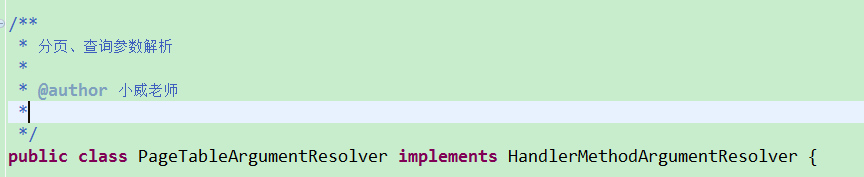 /**
 * 分页、查询参数解析
 *
 * @author 小威老师
 *
 */
public class PageTableArgumentResolver implements HandlerMethodArgumentResolver {